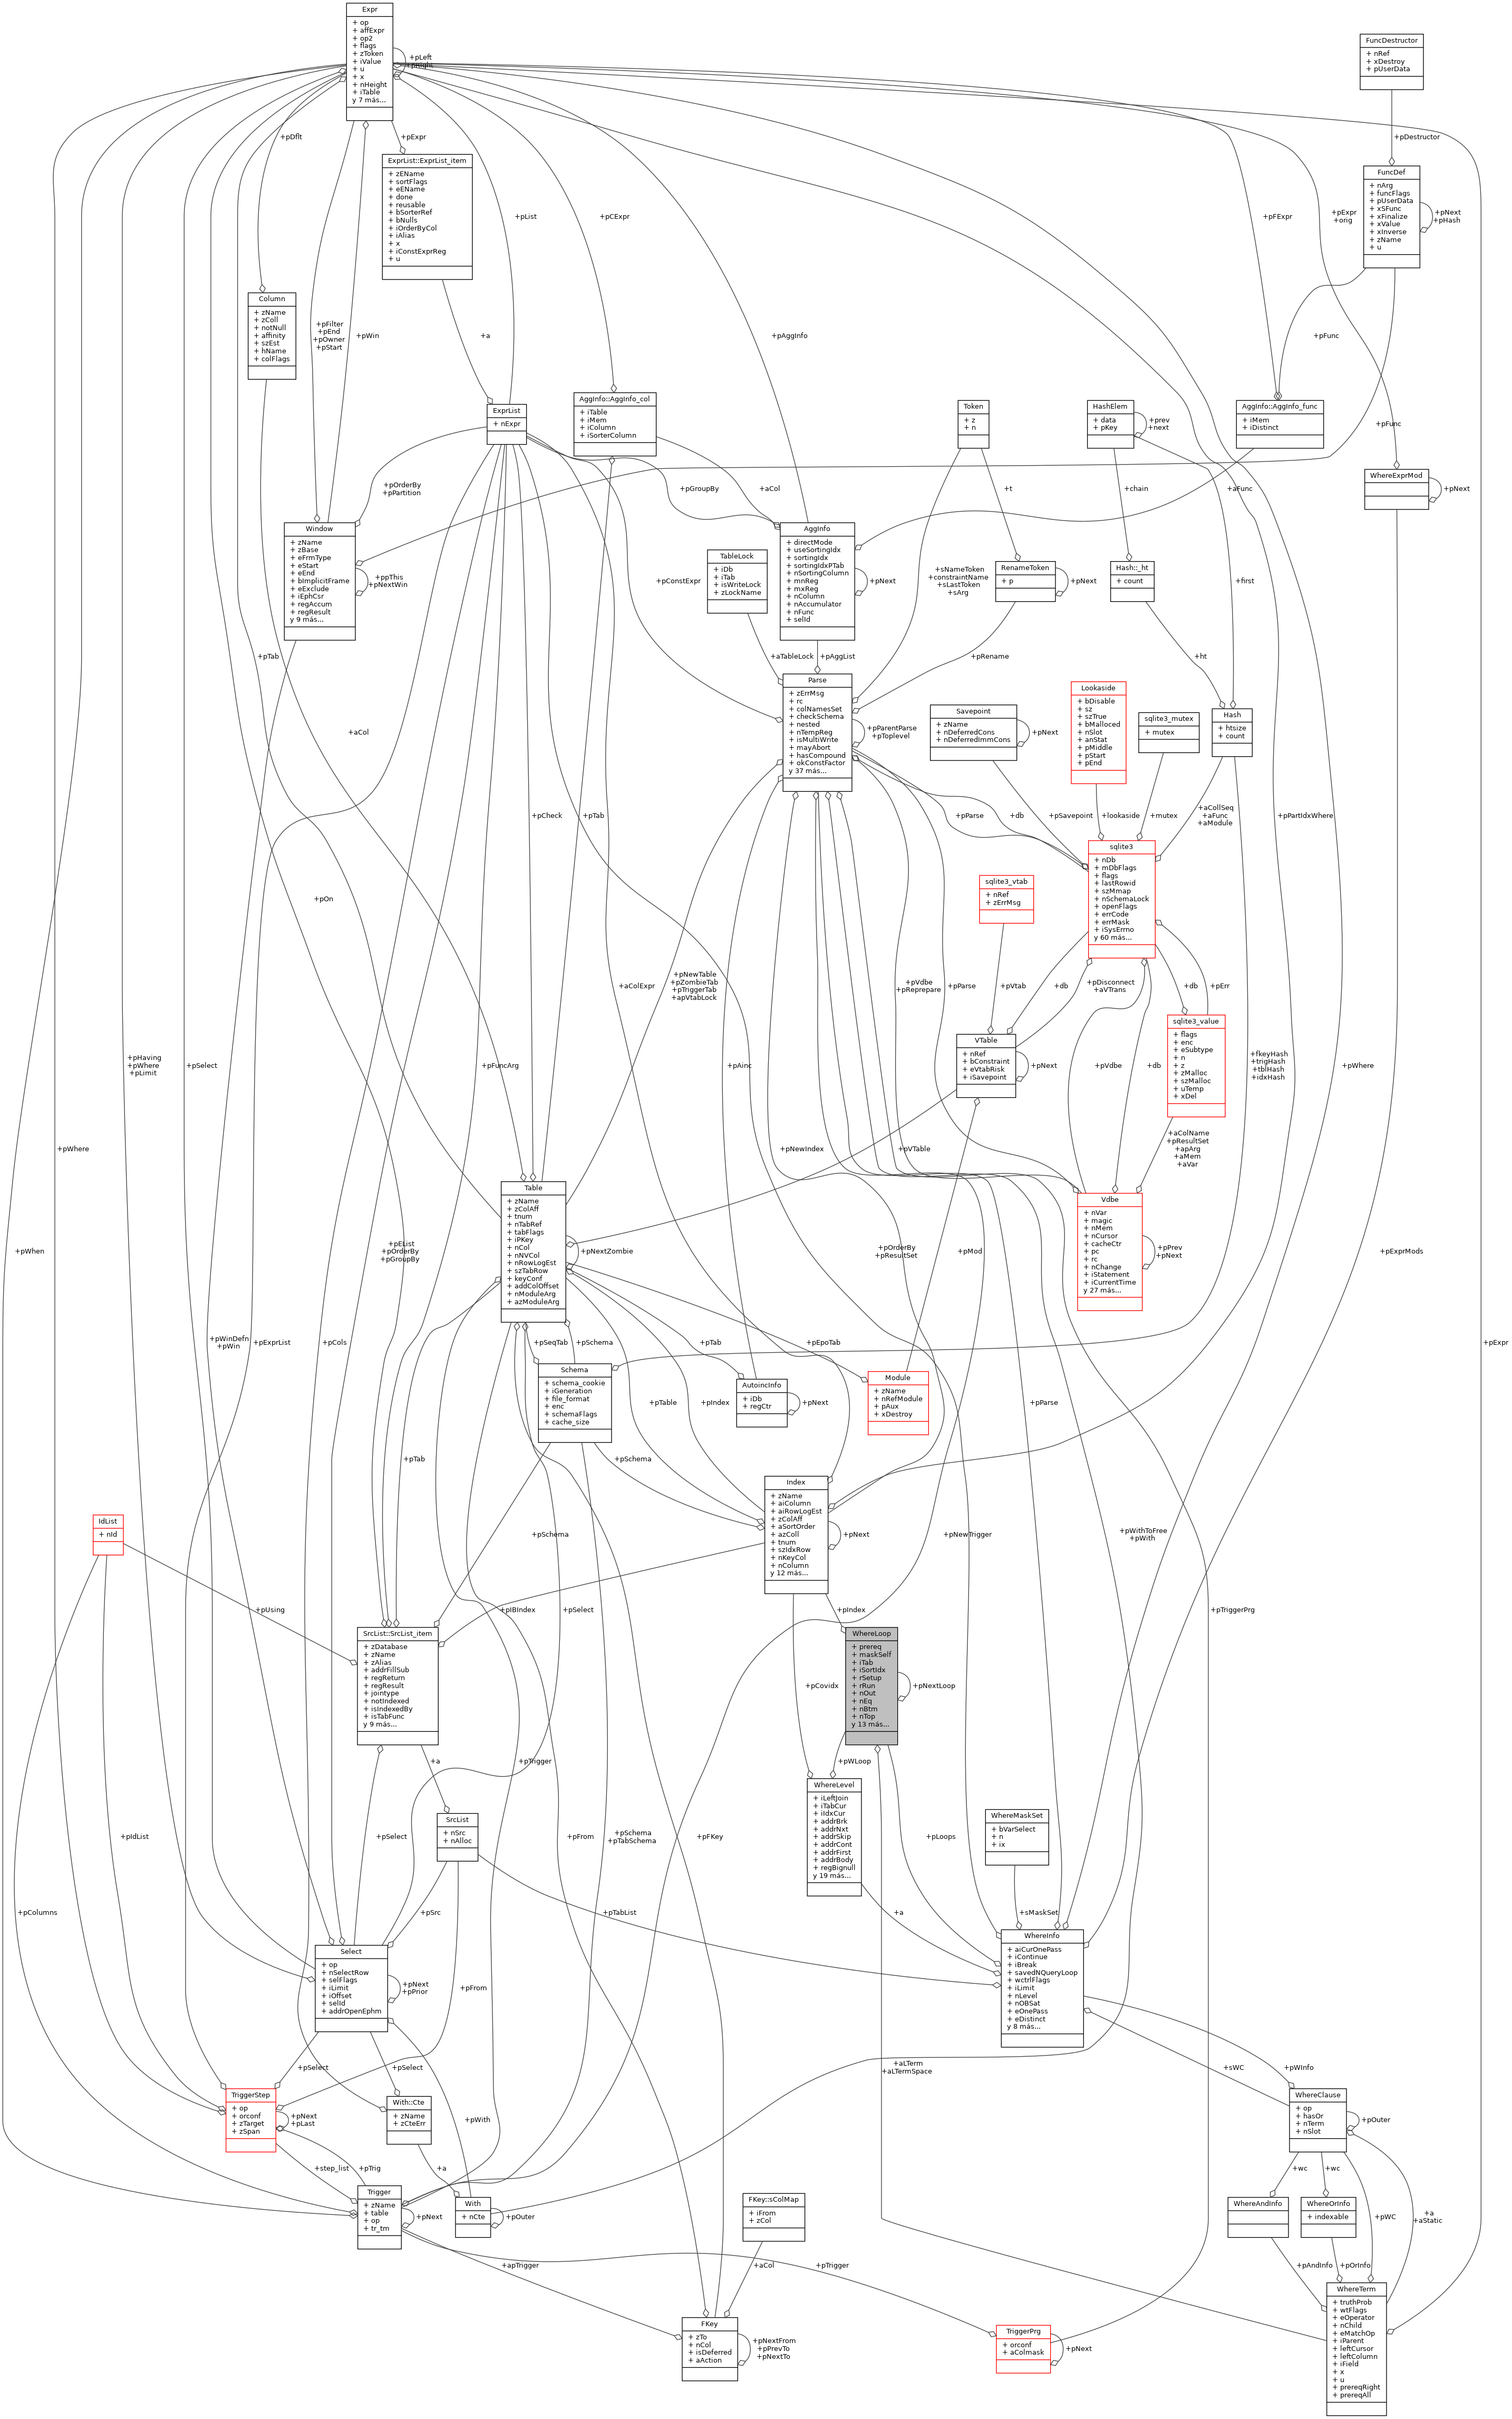 Expr
+ op
+ affExpr
+ op2
+ flags
+ zToken
+ iValue
+ u
+ x
+ nHeight
+ iTable
y 7 más...
+pLeft
+pRight
FuncDestructor
+ nRef
+ xDestroy
+ pUserData
+pDflt
+pExpr
+pDestructor
ExprList::ExprList_item
+ zEName
+ sortFlags
+ eEName
+ done
+ reusable
+ bSorterRef
+ bNulls
+ iOrderByCol
+ iAlias
+ x
+ iConstExprReg
+ u
FuncDef
+ nArg
+ funcFlags
+ pUserData
+ xSFunc
+ xFinalize
+ xValue
+ xInverse
+ zName
+ u
+pNext
+pHash
+pList
+pCExpr
+pFExpr
+pExpr
+orig
Column
+ zName
+ zColl
+ notNull
+ affinity
+ szEst
+ hName
+ colFlags
+pFilter
+pEnd
+pOwner
+pStart
+pWin
+a
+pAggInfo
+pFunc
ExprList
+ nExpr
AggInfo::AggInfo_col
+ iTable
+ iMem
+ iColumn
+ iSorterColumn
Token
+ z
+ n
HashElem
+ data
+ pKey
+prev
+next
AggInfo::AggInfo_func
+ iMem
+ iDistinct
+pFunc
WhereExprMod
+pNext
+pOrderBy
+pPartition
+pGroupBy
+aCol
+t
+chain
+aFunc
Window
+ zName
+ zBase
+ eFrmType
+ eStart
+ eEnd
+ bImplicitFrame
+ eExclude
+ iEphCsr
+ regAccum
+ regResult
y 9 más...
+ppThis
+pNextWin
TableLock
+ iDb
+ iTab
+ isWriteLock
+ zLockName
AggInfo
+ directMode
+ useSortingIdx
+ sortingIdx
+ sortingIdxPTab
+ nSortingColumn
+ mnReg
+ mxReg
+ nColumn
+ nAccumulator
+ nFunc
+ selId
+pNext
+pConstExpr
+sNameToken
+constraintName
+sLastToken
+sArg
RenameToken
+ p
+pNext
Hash::_ht
+ count
+first
+pTab
+aTableLock
+pAggList
+pRename
+ht
Parse
+ zErrMsg
+ rc
+ colNamesSet
+ checkSchema
+ nested
+ nTempReg
+ isMultiWrite
+ mayAbort
+ hasCompound
+ okConstFactor
y 37 más...
+pParentParse
+pToplevel
Savepoint
+ zName
+ nDeferredCons
+ nDeferredImmCons
+pNext
Lookaside
+ bDisable
+ sz
+ szTrue
+ bMalloced
+ nSlot
+ anStat
+ pMiddle
+ pStart
+ pEnd
sqlite3_mutex
+ mutex
Hash
+ htsize
+ count
+aCol
+pCheck
+pTab
+pParse
+db
+pSavepoint
+lookaside
+mutex
+aCollSeq
+aFunc
+aModule
+pPartIdxWhere
sqlite3
+ nDb
+ mDbFlags
+ flags
+ lastRowid
+ szMmap
+ nSchemaLock
+ openFlags
+ errCode
+ errMask
+ iSysErrno
y 60 más...
sqlite3_vtab
+ nRef
+ zErrMsg
+pOn
+aColExpr
+pNewTable
+pZombieTab
+pTriggerTab
+apVtabLock
+pVdbe
+pReprepare
+pParse
+pVtab
+db
+pDisconnect
+aVTrans
+db
+pErr
sqlite3_value
+ flags
+ enc
+ eSubtype
+ n
+ z
+ zMalloc
+ szMalloc
+ uTemp
+ xDel
VTable
+ nRef
+ bConstraint
+ eVtabRisk
+ iSavepoint
+pNext
+pHaving
+pWhere
+pLimit
+pSelect
+pFuncArg
+pAinc
+pVdbe
+db
+fkeyHash
+trigHash
+tblHash
+idxHash
+pWhere
+pWhere
+pNewIndex
+pVTable
+aColName
+pResultSet
+apArg
+aMem
+aVar
Table
+ zName
+ zColAff
+ tnum
+ nTabRef
+ tabFlags
+ iPKey
+ nCol
+ nNVCol
+ nRowLogEst
+ szTabRow
+ keyConf
+ addColOffset
+ nModuleArg
+ azModuleArg
+pNextZombie
Vdbe
+ nVar
+ magic
+ nMem
+ nCursor
+ cacheCtr
+ pc
+ rc
+ nChange
+ iStatement
+ iCurrentTime
y 27 más...
+pPrev
+pNext
+pWhen
+pEList
+pOrderBy
+pGroupBy
+pOrderBy
+pResultSet
+pMod
+pExprMods
+pWinDefn
+pWin
+pExprList
+pCols
+pSeqTab
+pSchema
+pTab
+pEpoTab
+pExpr
Schema
+ schema_cookie
+ iGeneration
+ file_format
+ enc
+ schemaFlags
+ cache_size
AutoincInfo
+ iDb
+ regCtr
+pNext
Module
+ zName
+ nRefModule
+ pAux
+ xDestroy
+pTable
+pIndex
+pParse
+pTab
+pSchema
Index
+ zName
+ aiColumn
+ aiRowLogEst
+ zColAff
+ aSortOrder
+ azColl
+ tnum
+ szIdxRow
+ nKeyCol
+ nColumn
y 12 más...
+pNext
IdList
+ nId
+pSchema
+pNewTrigger
+pWithToFree
+pWith
+pUsing
+pIBIndex
+pSelect
+pIndex
+pTriggerPrg
SrcList::SrcList_item
+ zDatabase
+ zName
+ zAlias
+ addrFillSub
+ regReturn
+ regResult
+ jointype
+ notIndexed
+ isIndexedBy
+ isTabFunc
y 9 más...
WhereLoop
+ prereq
+ maskSelf
+ iTab
+ iSortIdx
+ rSetup
+ rRun
+ nOut
+ nEq
+ nBtm
+ nTop
y 13 más...
+pNextLoop
+pCovidx
+a
+pTrigger
+pWLoop
WhereLevel
+ iLeftJoin
+ iTabCur
+ iIdxCur
+ addrBrk
+ addrNxt
+ addrSkip
+ addrCont
+ addrFirst
+ addrBody
+ regBignull
y 19 más...
SrcList
+ nSrc
+ nAlloc
WhereMaskSet
+ bVarSelect
+ n
+ ix
+pIdList
+pSelect
+pFrom
+pSchema
+pTabSchema
+pFKey
+pLoops
+pColumns
+pSrc
+pTabList
+a
+sMaskSet
Select
+ op
+ nSelectRow
+ selFlags
+ iLimit
+ iOffset
+ selId
+ addrOpenEphm
+pNext
+pPrior
+pFrom
WhereInfo
+ aiCurOnePass
+ iContinue
+ iBreak
+ savedNQueryLoop
+ wctrlFlags
+ iLimit
+ nLevel
+ nOBSat
+ eOnePass
+ eDistinct
y 8 más...
+pSelect
+pSelect
+aLTerm
+aLTermSpace
+sWC
+pWInfo
TriggerStep
+ op
+ orconf
+ zTarget
+ zSpan
+pNext
+pLast
With::Cte
+ zName
+ zCteErr
+pWith
WhereClause
+ op
+ hasOr
+ nTerm
+ nSlot
+pOuter
+step_list
+pTrig
+a
+wc
+wc
Trigger
+ zName
+ table
+ op
+ tr_tm
+pNext
With
+ nCte
+pOuter
FKey::sColMap
+ iFrom
+ zCol
WhereAndInfo
WhereOrInfo
+ indexable
+pWC
+a
+aStatic
+apTrigger
+aCol
+pTrigger
+pAndInfo
+pOrInfo
FKey
+ zTo
+ nCol
+ isDeferred
+ aAction
+pNextFrom
+pPrevTo
+pNextTo
TriggerPrg
+ orconf
+ aColmask
+pNext
WhereTerm
+ truthProb
+ wtFlags
+ eOperator
+ nChild
+ eMatchOp
+ iParent
+ leftCursor
+ leftColumn
+ iField
+ x
+ u
+ prereqRight
+ prereqAll